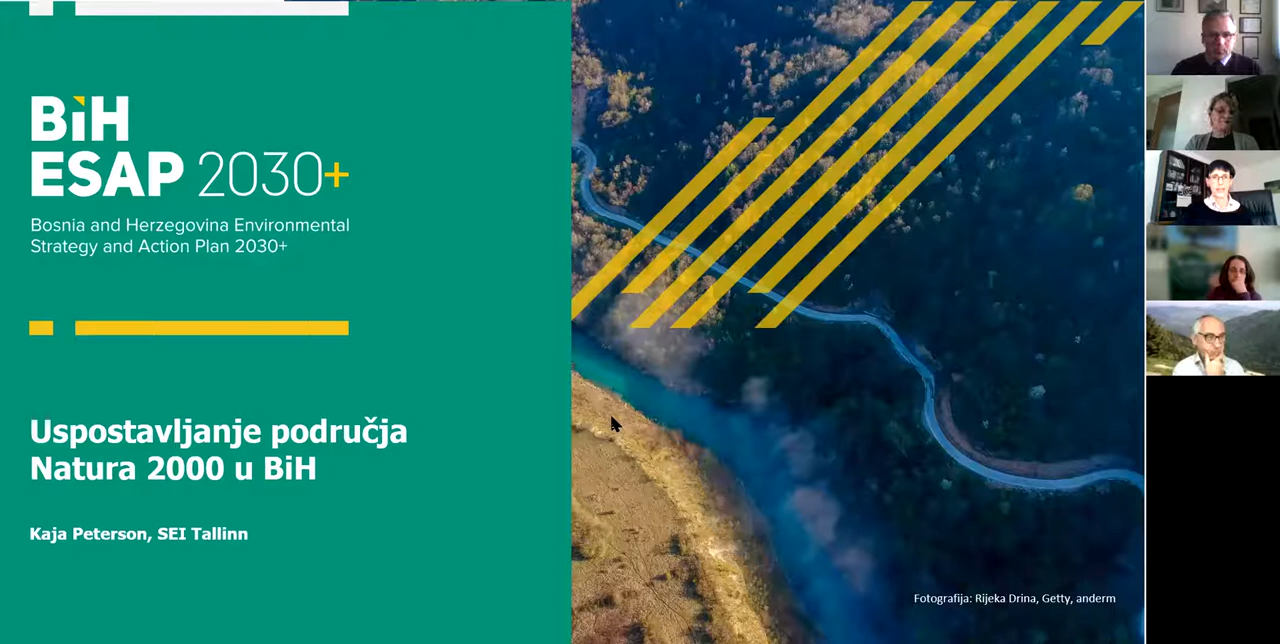 BiH
ESAP 2030+
Bosnia and Herzegovina Environmental
Strategy and Action Plan 2030+
Uspostavljanje područja
Natura 2000 u BiH
Kaja Peterson, SEI Tallinn
Fotografija: Rijeka Drina, Getty, anderm